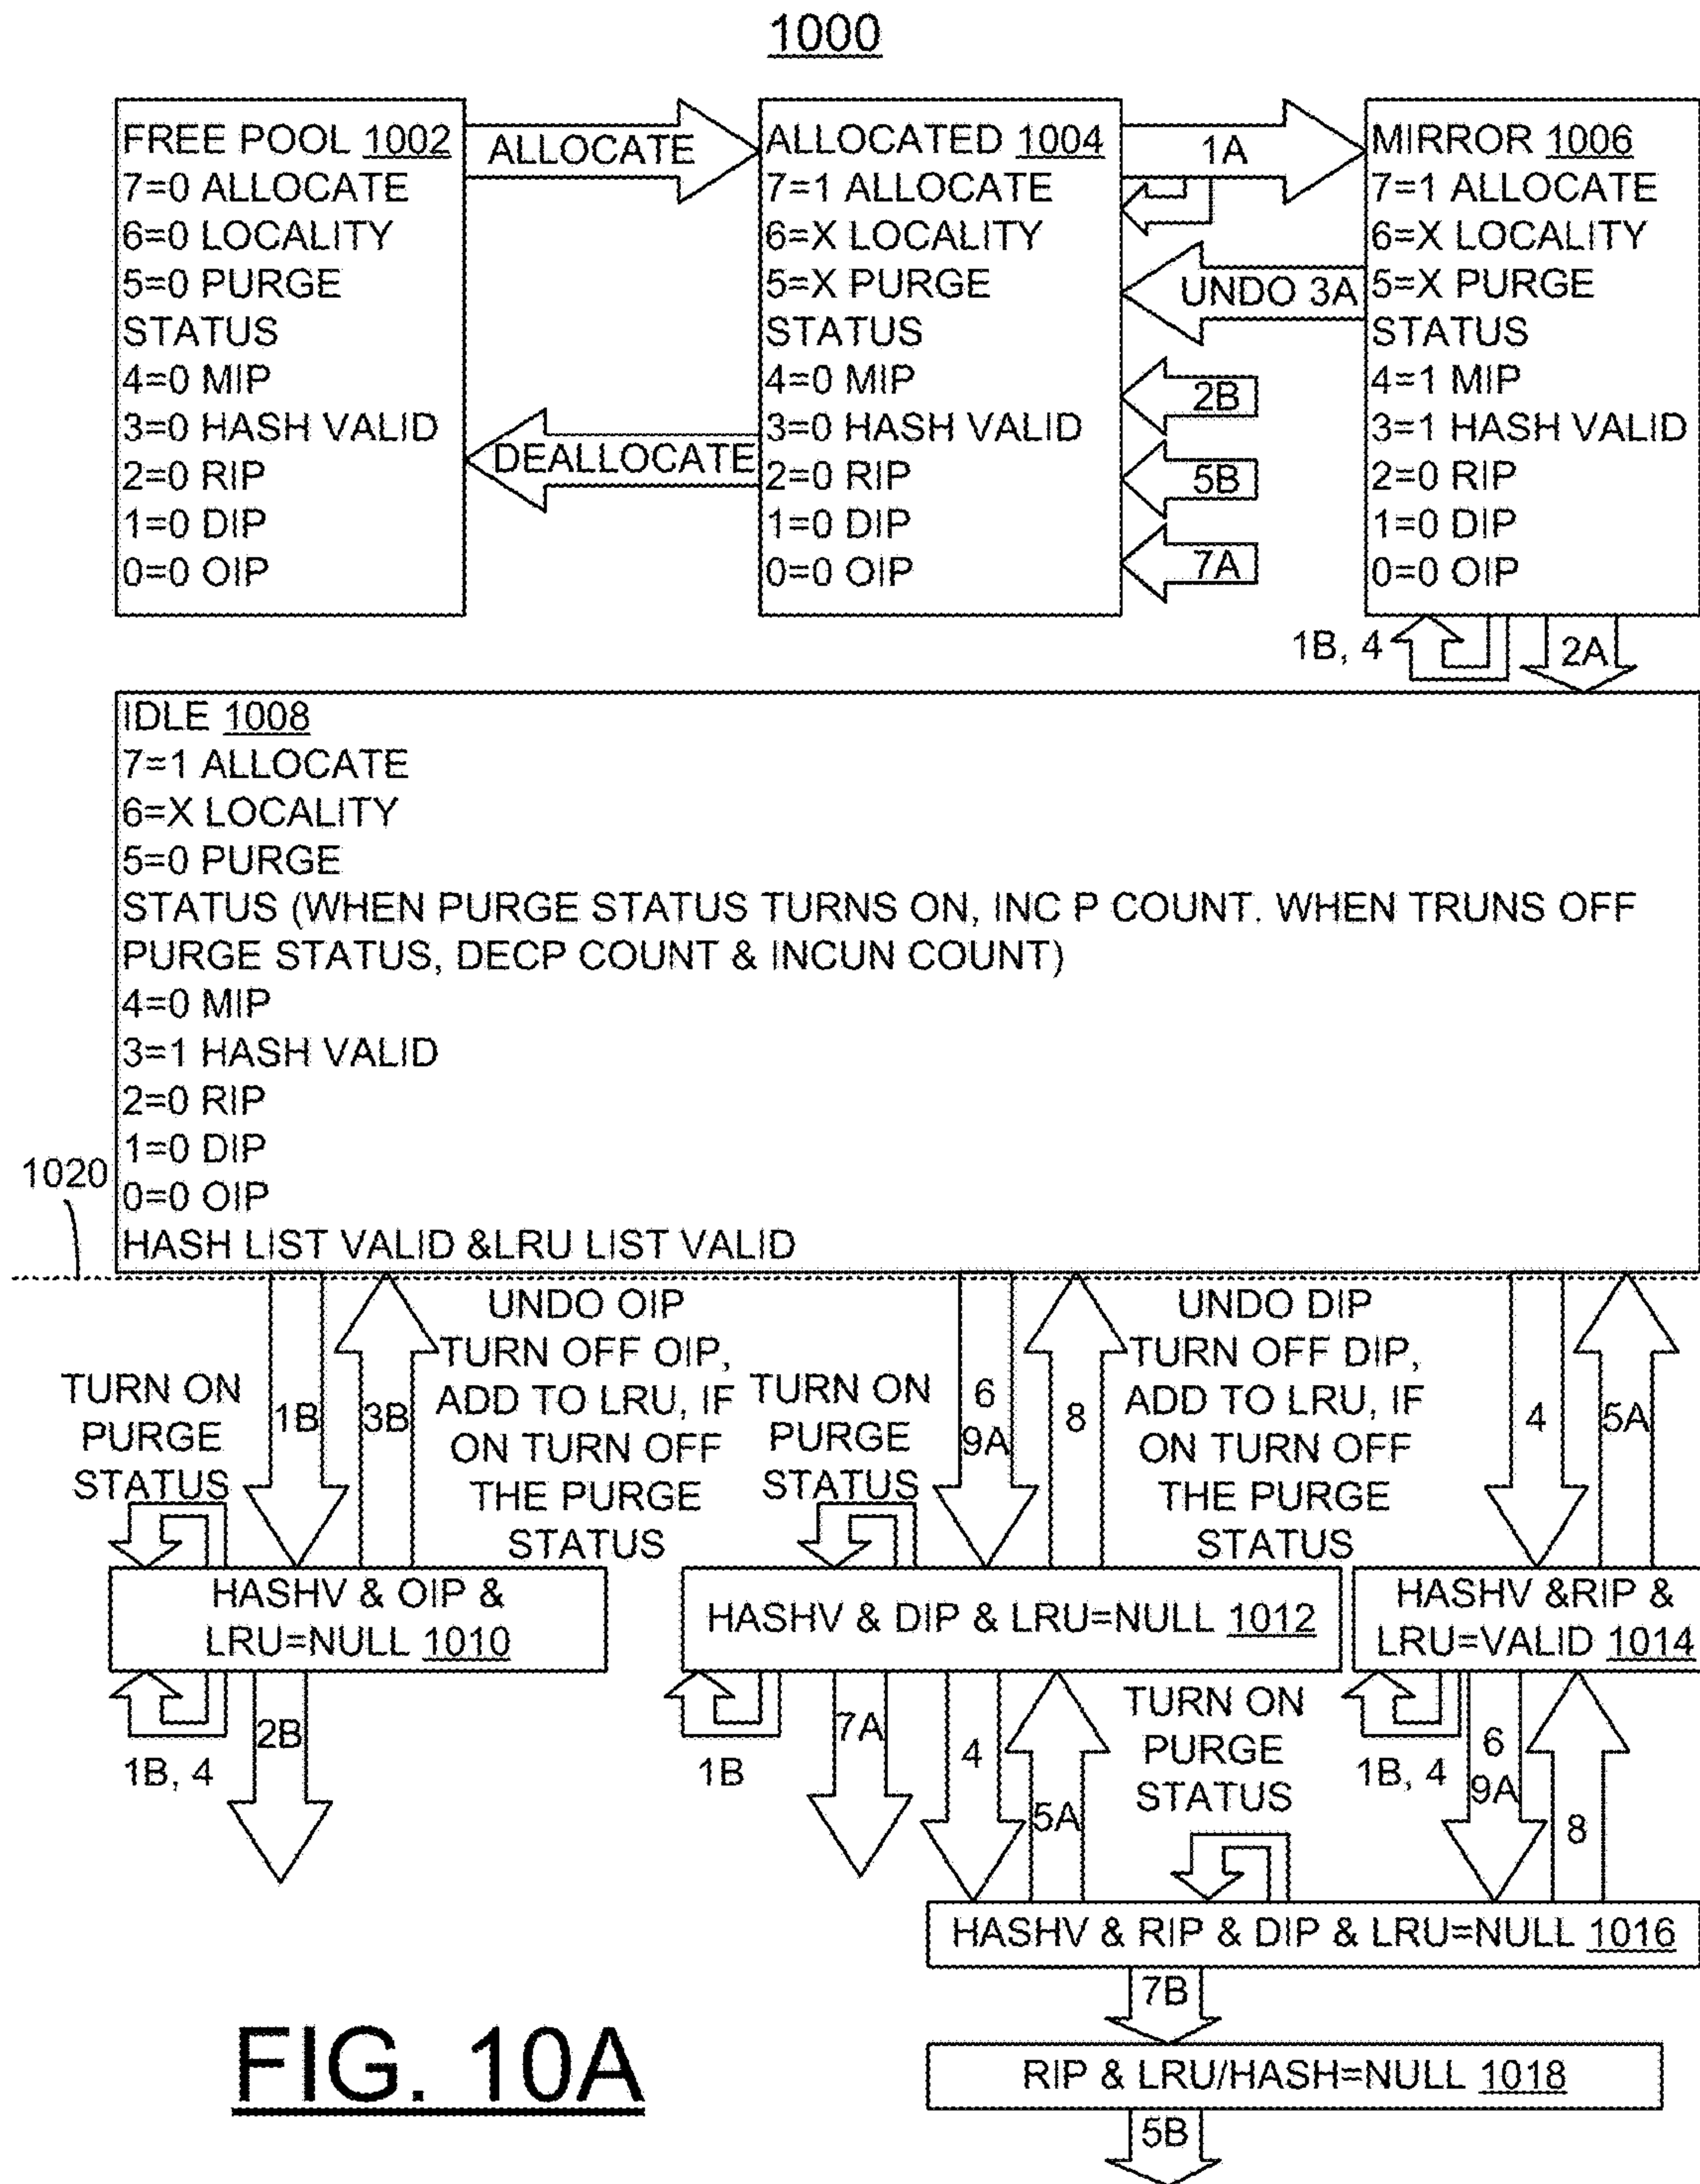 1000
FREE POOL 1002
7=0 ALLOCATE
6=0 LOCALITY
5=0 PURGE
STATUS
4=0 MIP
3=0 HASH VALID
2=0 RIP
1=0 DIP
0=0 OIP
ALLOCATE
DEALLOCATE
ALLOCATED 1004
7=1 ALLOCATE
6=X LOCALITY
5=X PURGE
STATUS
4=0 MIP
3=0 HASH VALID
2=0 RIP
1=0 DIP
0=0 OIP
1A
UNDO 3A
2B
5B
7A
MIRROR 1006
7=1 ALLOCATE
6=X LOCALITY
5=X PURGE
STATUS
4=1 MIP
3=1 HASH VALID
2=0 RIP
1=0 DIP
0=0 OIP
1B, 4
2A
IDLE 1008
7=1 ALLOCATE
6=X LOCALITY
5=0 PURGE
STATUS (WHEN PURGE STATUS TURNS ON, INC P COUNT. WHEN TRUNS OFF
PURGE STATUS, DECP COUNT & INCUN COUNT)
4=0 MIP
3=1 HASH VALID
2=0 RIP
1=0 DIP
0=0 OIP
HASH LIST VALID &LRU LIST VALID
1020
TURN ON
PURGE
STATUS
1B
3B
UNDO OIP
TURN OFF OIP,
ADD TO LRU, IF
ON TURN OFF
THE PURGE
STATUS
TURN ON
PURGE
STATUS
6
9A
8
UNDO DIP
TURN OFF DIP,
ADD TO LRU, IF
ON TURN OFF
THE PURGE
STATUS
4
5A
HASHV & OIP &
LRU=NULL 1010
HASHV & DIP & LRU=NULL 1012
HASHV &RIP &
LRU=VALID 1014
1B, 4
2B
1B
7A
4
5A
TURN ON
PURGE
STATUS
1B, 4
6
9A
8
HASHV & RIP & DIP & LRU=NULL 1016
7B
RIP & LRU/HASH=NULL 1018
5B
FIG. 10A